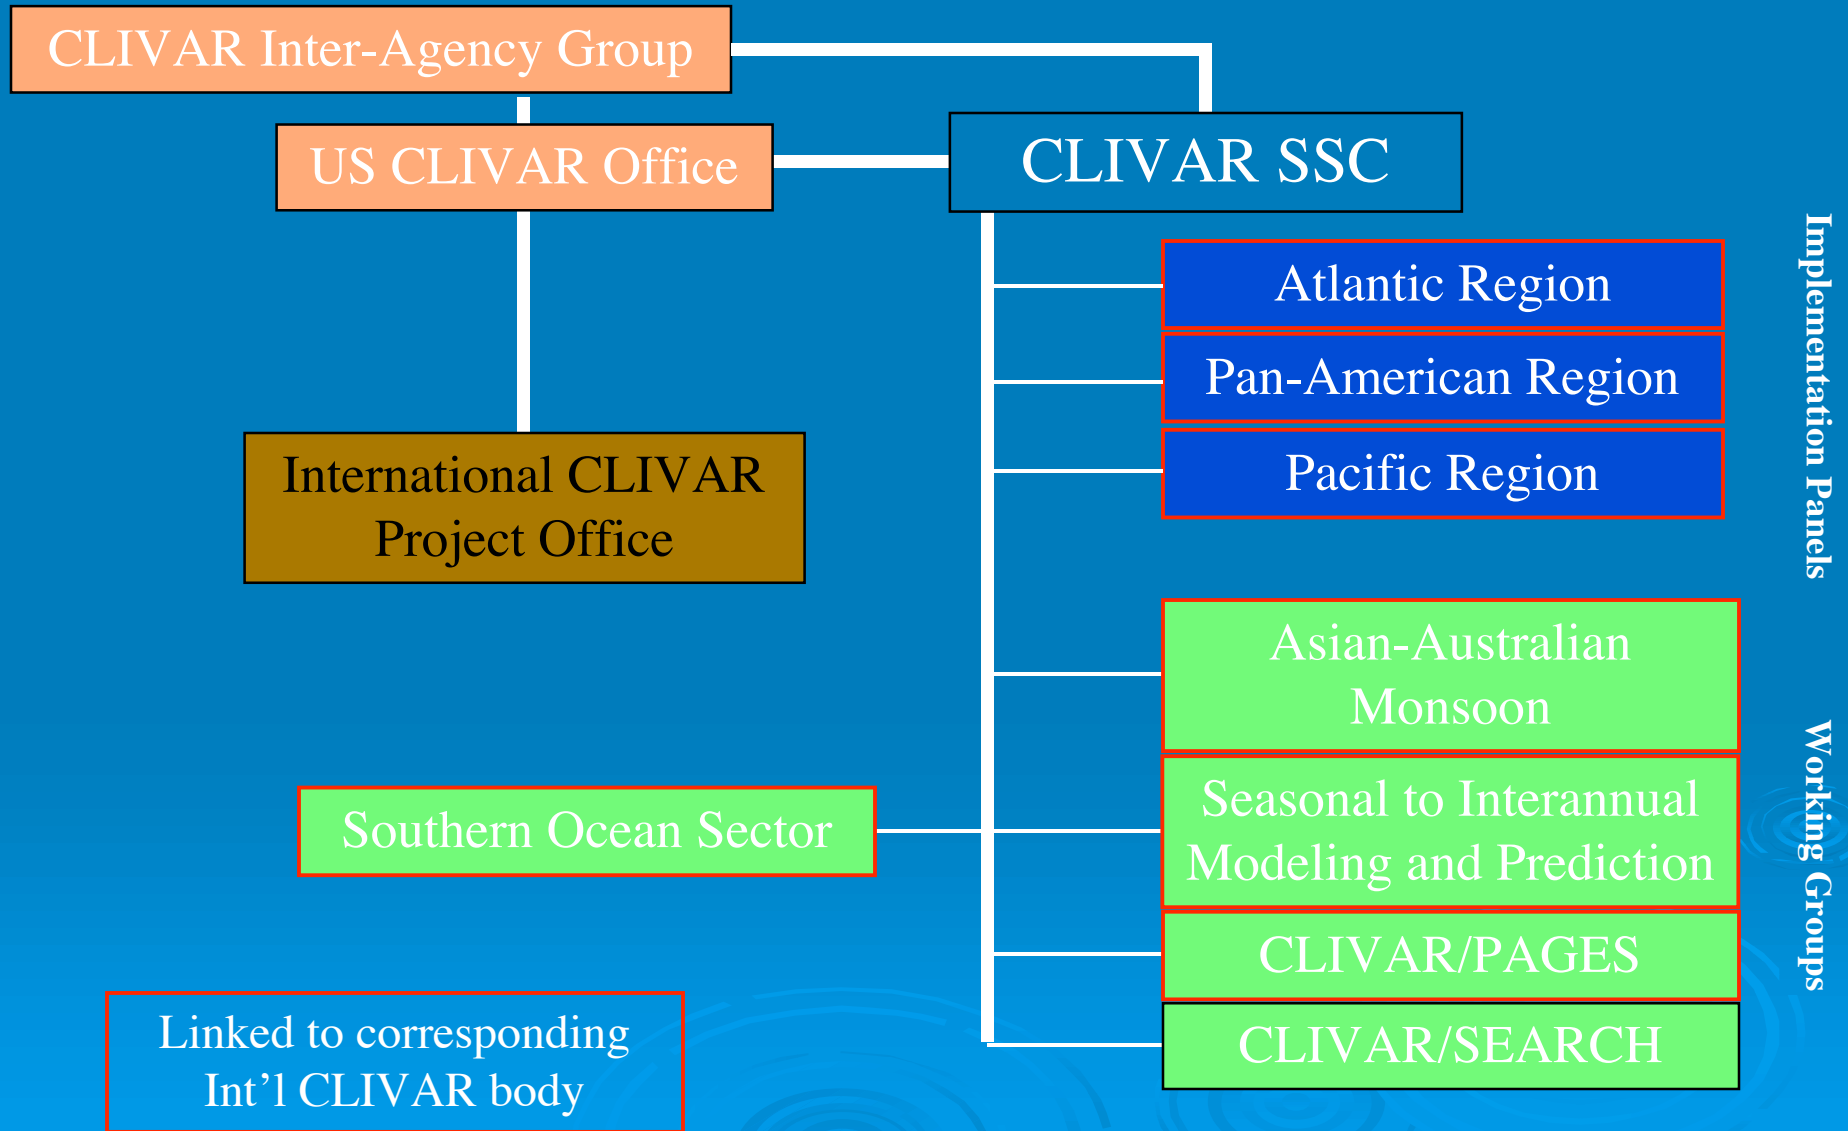 CLIVAR Inter-Agency Group
US CLIVAR Office
CLIVAR SSC
Atlantic Region
Pan-American Region
Pacific Region
Implementation Panels
International CLIVAR
Project Office
Asian-Australian
Monsoon
Seasonal to Interannual
Modeling and Prediction
CLIVAR/PAGES
CLIVAR/SEARCH
Working Groups
Southern Ocean Sector
Linked to corresponding
Int’l CLIVAR body